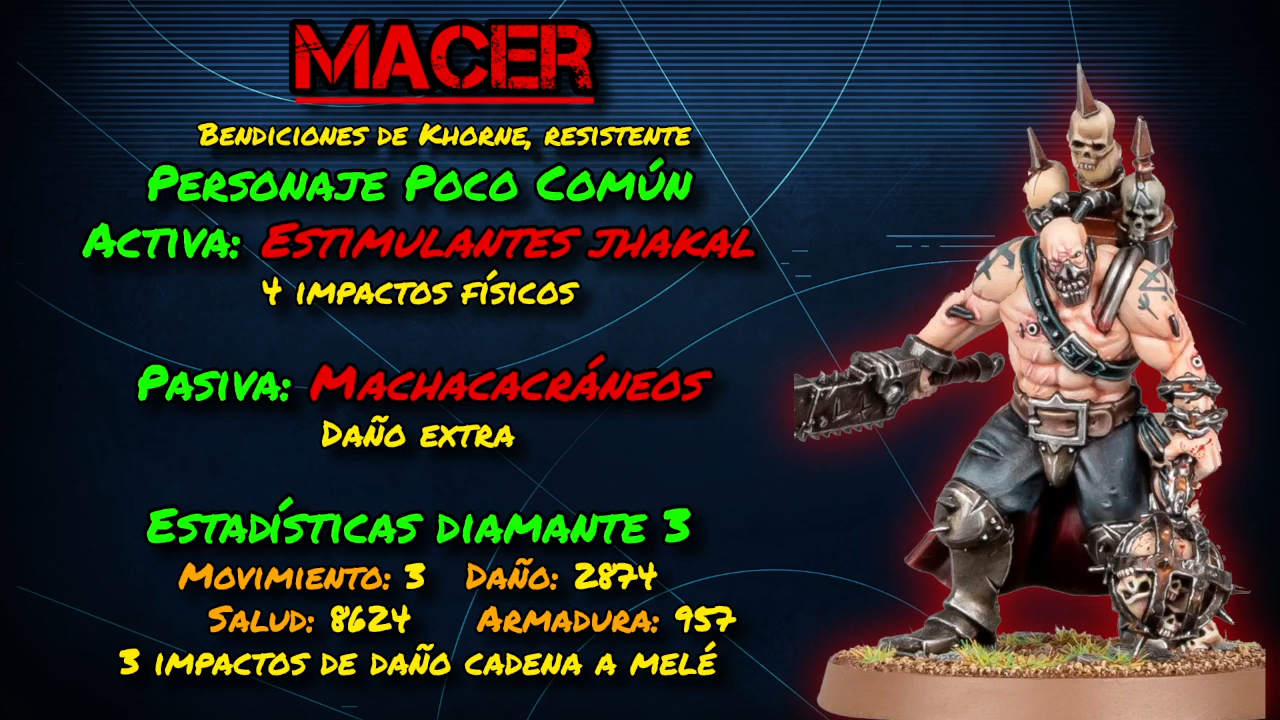 MACER
Bendiciones de Khorne, resistente
Personaje Poco Común
Activa: Estimulantes jhakal
4 impactos físicos
Pasiva: Machacacráneos
Daño extra
Estadísticas diamante 3
Movimiento: 3 Daño: 2874
Salud: 8624 Armadura: 957
3 impactos de daño cadena a melé